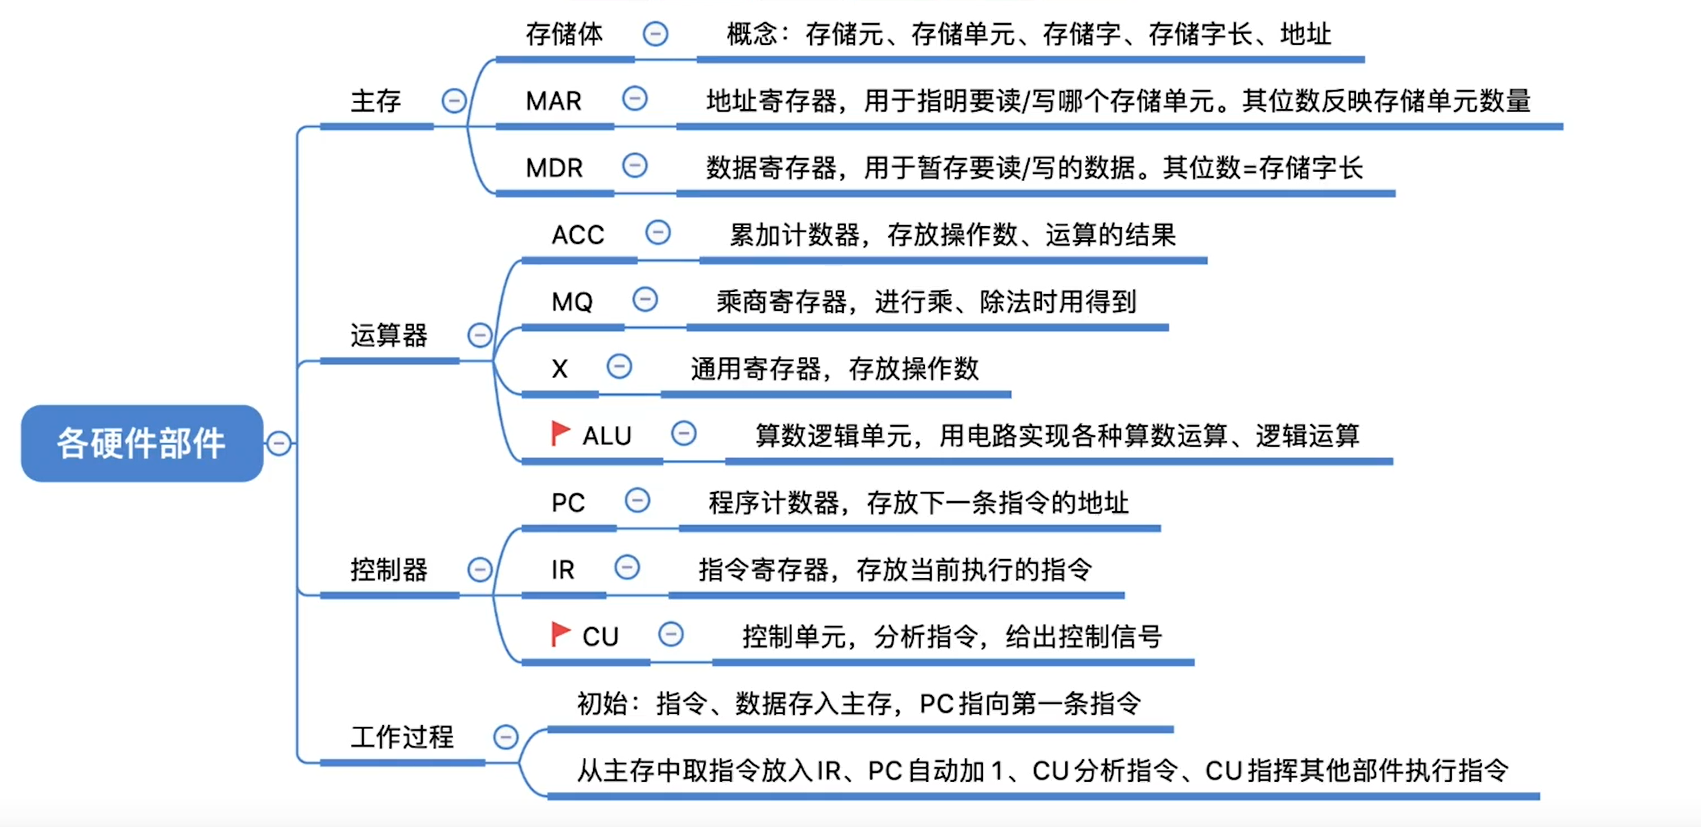 各硬件部件
主存
存储体
概念：存储元、存储单元、存储字、存储字长、地址
MAR
地址寄存器，用于指明要读/写哪个存储单元。其位数反映存储单元数量
MDR
数据寄存器，用于暂存要读/写的数据。其位数=存储字长
运算器
ACC
累加计数器，存放操作数、运算的结果
MQ
乘商寄存器，进行乘、除法时用得到
X
通用寄存器，存放操作数
ALU
算数逻辑单元，用电路实现各种算数运算、逻辑运算
控制器
PC
程序计数器，存放下一条指令的地址
IR
指令寄存器，存放当前执行的指令
CU
控制单元，分析指令，给出控制信号
工作过程
初始：指令、数据存入主存，PC指向第一条指令
从主存中取指令放入IR、PC自动加1、CU分析指令、CU指挥其他部件执行指令